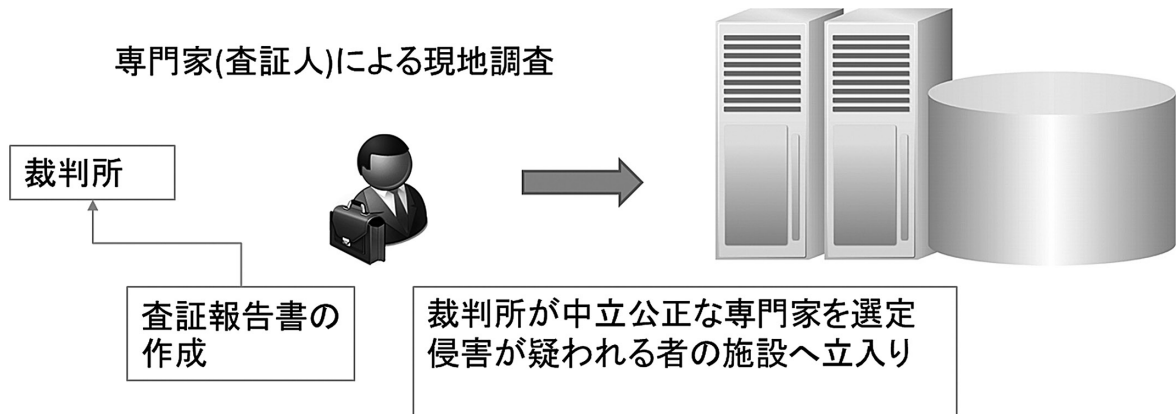 専門家(査証人)による現地調査
裁判所
査証報告書の
作成
裁判所が中立公正な専門家を選定
侵害が疑われる者の施設へ立入り